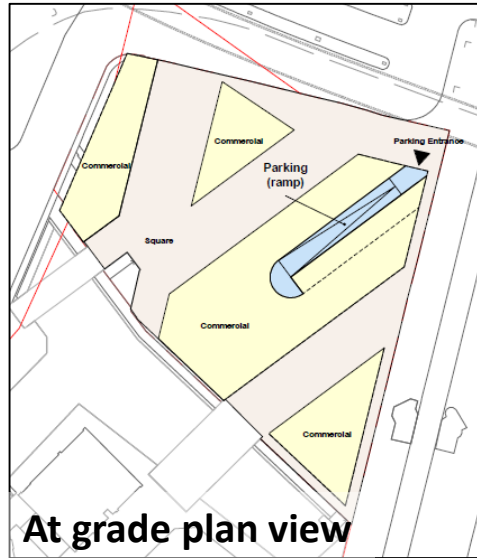 Commercial
Commercial
Parking Entrance
Parking
(ramp)
Square
Commercial
Commercial
At grade plan view